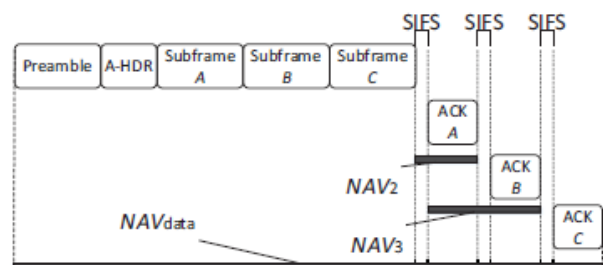 SIFS SIFS SIFS
Preamble A-HDR Subframe A Subframe B Subframe C
ACK A
NAV2
ACK B
NAVdata
NAV3
ACK C